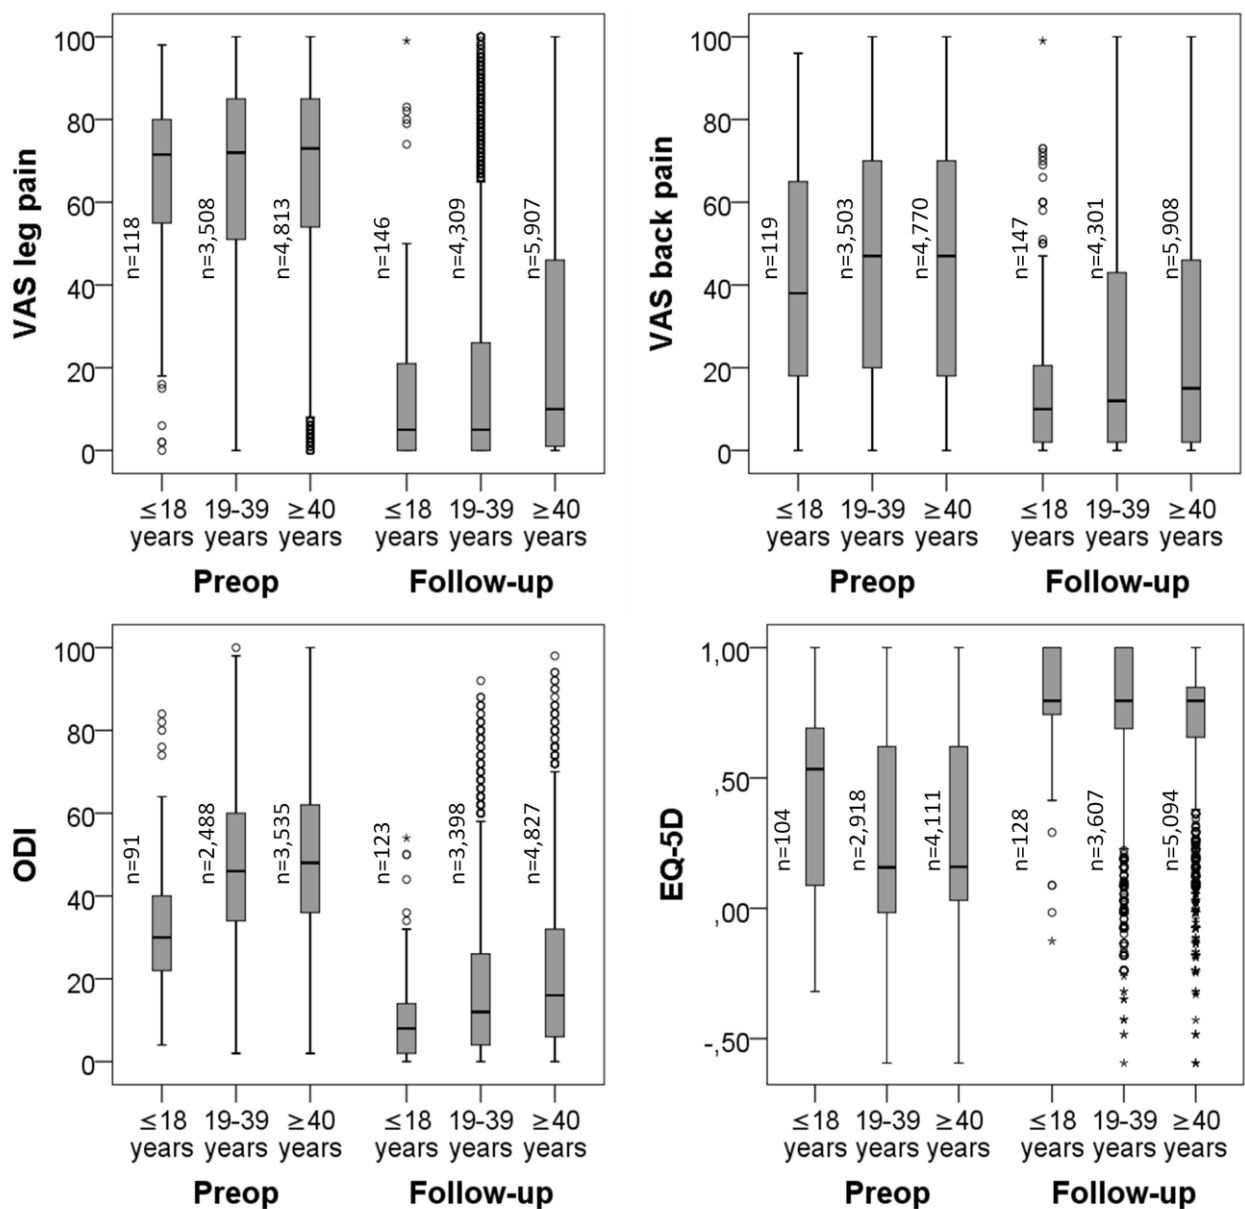 VAS leg pain
100
80
60
40
20
0
n=118
n=3,508
n=4,813
n=146
n=4,309
n=5,907
≤18 years
19-39 years
≥40 years
≤18 years
19-39 years
≥40 years
Preop
Follow-up
VAS back pain
100
80
60
40
20
0
n=119
n=3,503
n=4,770
n=147
n=4,301
n=5,908
≤18 years
19-39 years
≥40 years
≤18 years
19-39 years
≥40 years
Preop
Follow-up
ODI
100
80
60
40
20
0
n=91
n=2,488
n=3,535
n=123
n=3,398
n=4,827
≤18 years
19-39 years
≥40 years
≤18 years
19-39 years
≥40 years
Preop
Follow-up
EQ-5D
1,00
,50
,00
-,50
n=104
n=2,918
n=4,111
n=128
n=3,607
n=5,094
≤18 years
19-39 years
≥40 years
≤18 years
19-39 years
≥40 years
Preop
Follow-up